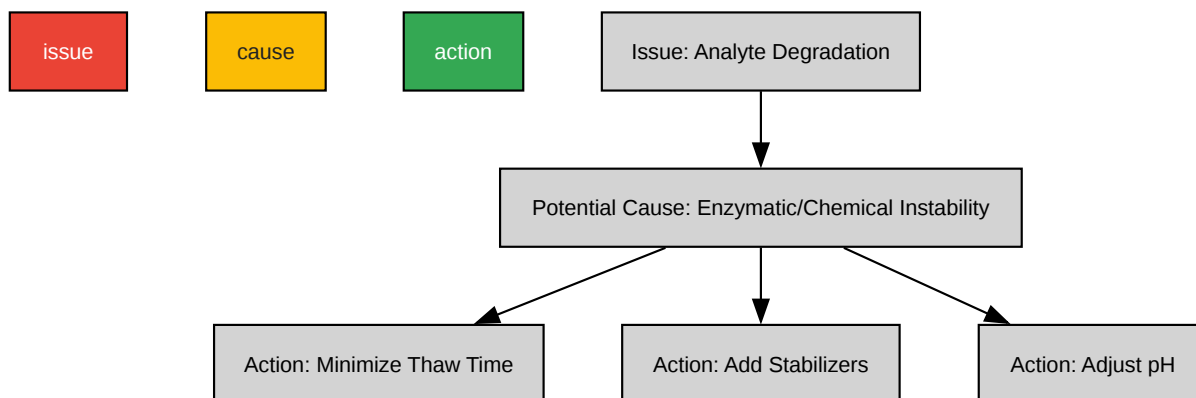 issue
cause
action
Issue: Analyte Degradation
Potential Cause: Enzymatic/Chemical Instability
Action: Minimize Thaw Time
Action: Add Stabilizers
Action: Adjust pH